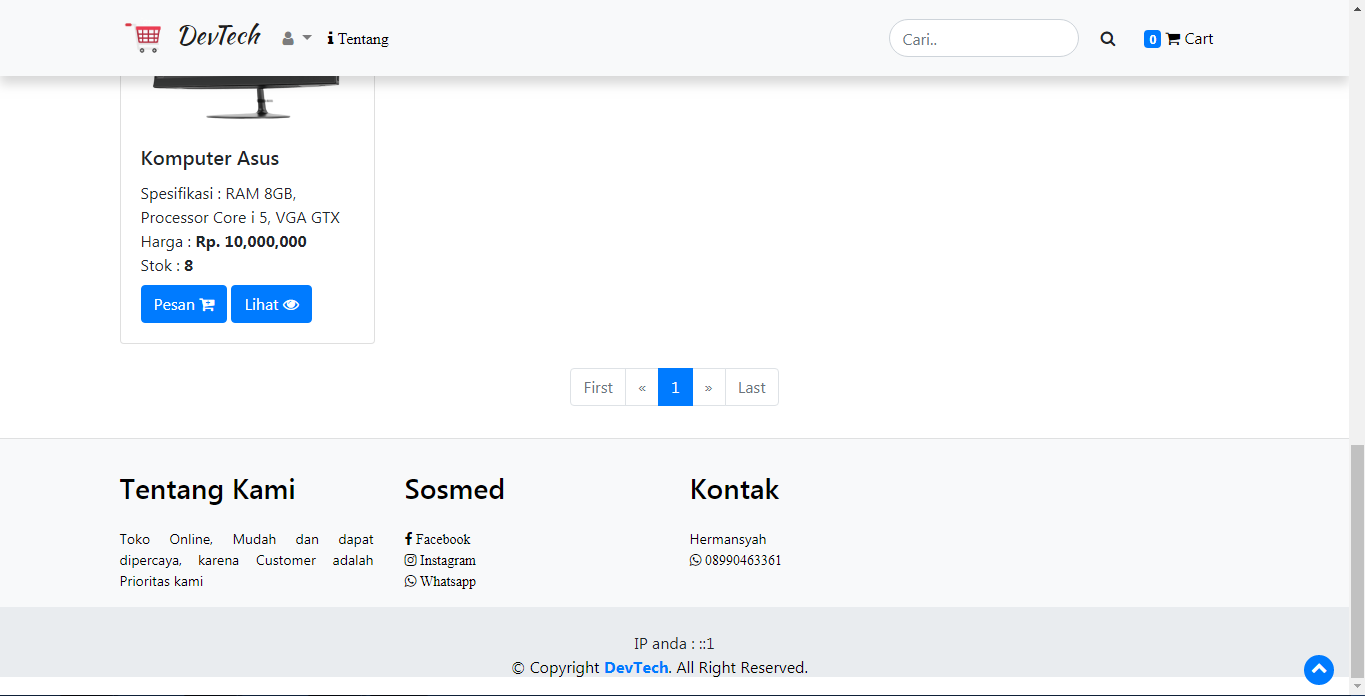 DevTech
Tentang
Cari..
0 Cart
Komputer Asus
Spesifikasi : RAM 8GB,
Processor Core i 5, VGA GTX
Harga : Rp. 10,000,000
Stok : 8
Pesan
Lihat
First « 1 » Last
Tentang Kami
Toko Online, Mudah dan dapat
dipercaya, karena Customer adalah
Prioritas kami
Sosmed
Facebook
Instagram
Whatsapp
Kontak
Hermansyah
08990463361
IP anda : ::1
© Copyright DevTech. All Right Reserved.